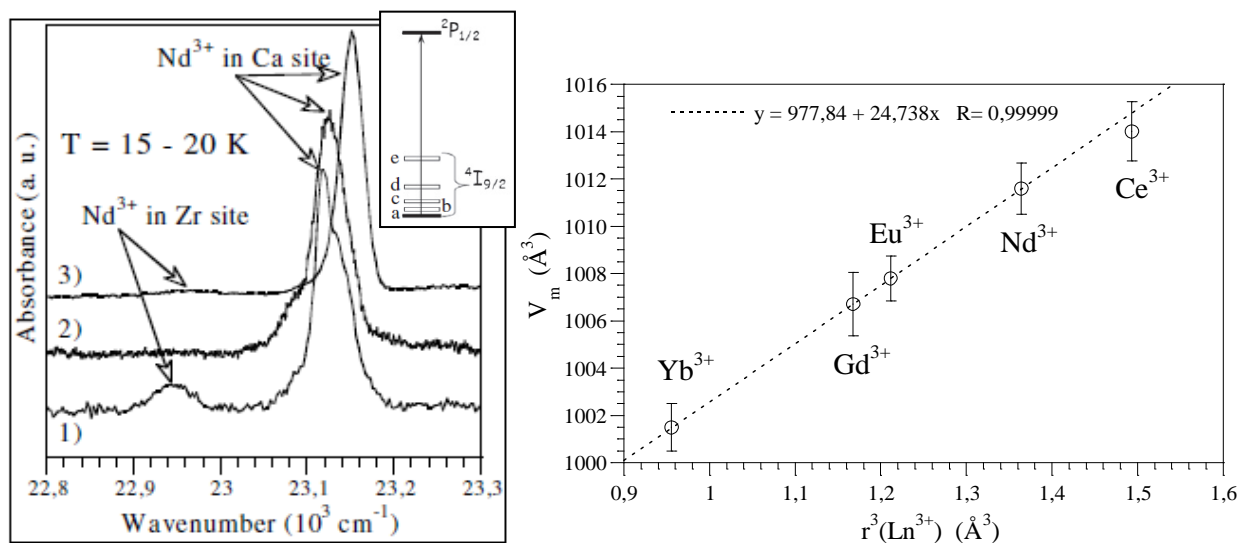 ²P₁/₂
Nd³⁺ in Ca site
T = 15 - 20 K
e
d
c
b
a
⁴I₉/₂
Nd³⁺ in Zr site
3)
2)
1)
Absorbance (a. u.)
22,8 22,9 23 23,1 23,2 23,3
Wavenumber (10³ cm⁻¹)
y = 977,84 + 24,738x R= 0,99999
1016
1014
1012
1010
1008
1006
1004
1002
1000
V_m (Å³)
Ce³⁺
Nd³⁺
Eu³⁺
Gd³⁺
Yb³⁺
0,9 1 1,1 1,2 1,3 1,4 1,5 1,6
r³(Ln³⁺) (Å³)